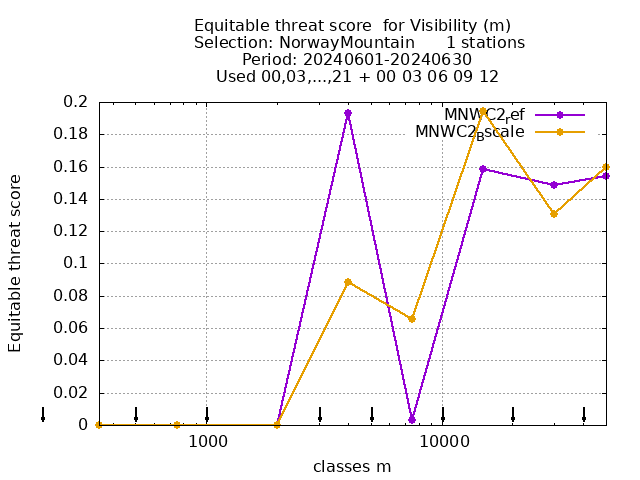 Equitable threat score  for Visibility (m)
Selection: NorwayMountain      1 stations
Period: 20240601-20240630
Used 00,03,...,21 + 00 03 06 09 12
MNWC2ref
MNWC2Bscale
0.2
0.18
0.16
0.14
0.12
0.1
0.08
0.06
0.04
0.02
0
Equitable threat score
1000
10000
classes m